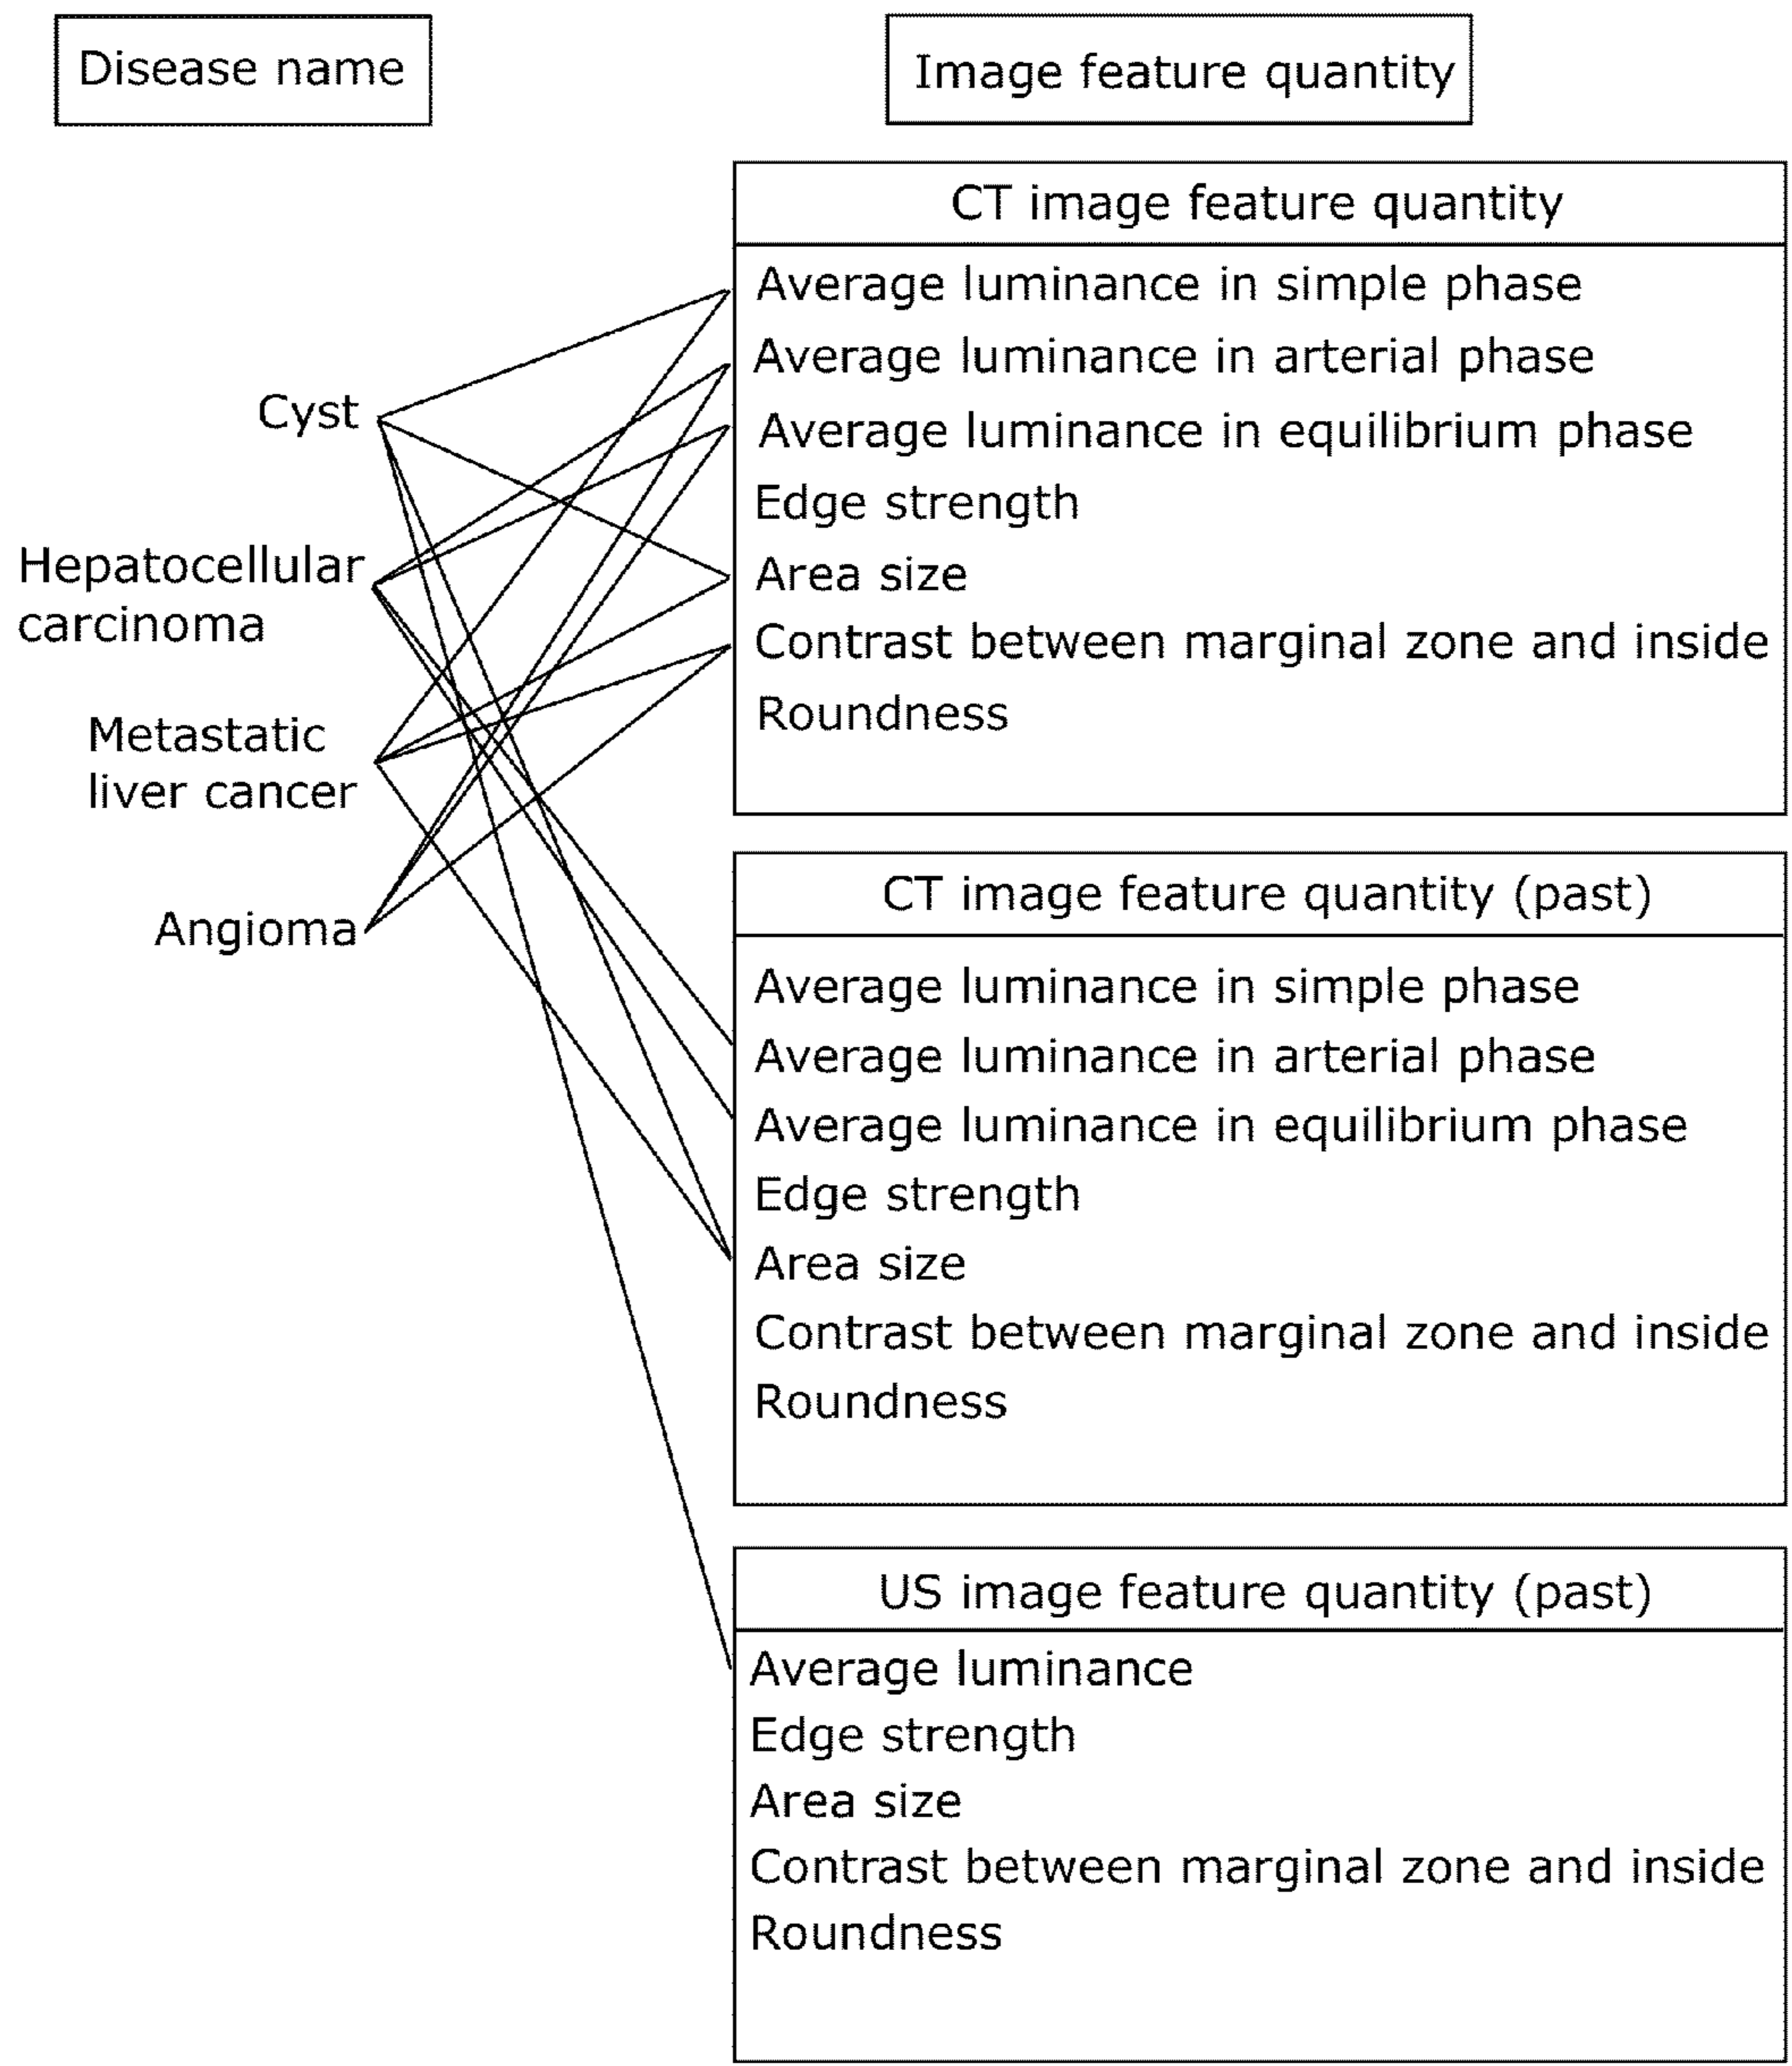 Disease name
Image feature quantity
CT image feature quantity
Average luminance in simple phase
Average luminance in arterial phase
Average luminance in equilibrium phase
Edge strength
Area size
Contrast between marginal zone and inside
Roundness
Cyst
Hepatocellular
carcinoma
Metastatic
liver cancer
Angioma
CT image feature quantity (past)
Average luminance in simple phase
Average luminance in arterial phase
Average luminance in equilibrium phase
Edge strength
Area size
Contrast between marginal zone and inside
Roundness
US image feature quantity (past)
Average luminance
Edge strength
Area size
Contrast between marginal zone and inside
Roundness